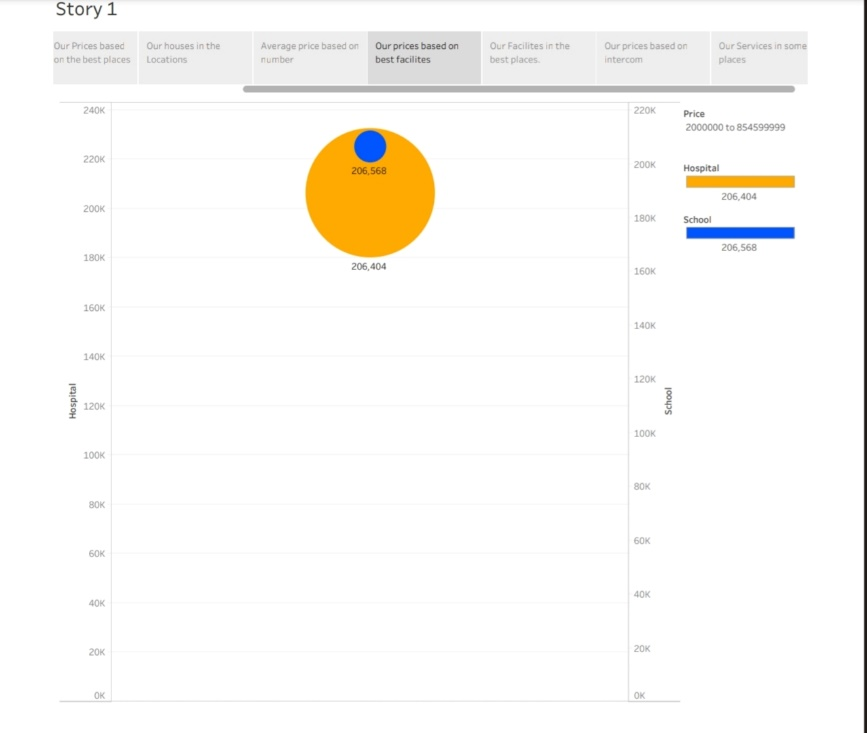 Story 1
Our Prices based
on the best places
Our houses in the
Locations
Average price based on
number
Our prices based on
best facilites
Our Facilites in the
best places.
Our prices based on
intercom
Our Services in some
places
240K
220K
200K
180K
160K
140K
120K
100K
80K
60K
40K
20K
0K
Hospital
206,568
206,404
220K
200K
180K
160K
140K
120K
100K
80K
60K
40K
20K
0K
School
Price
2000000 to 854599999
Hospital
206,404
School
206,568